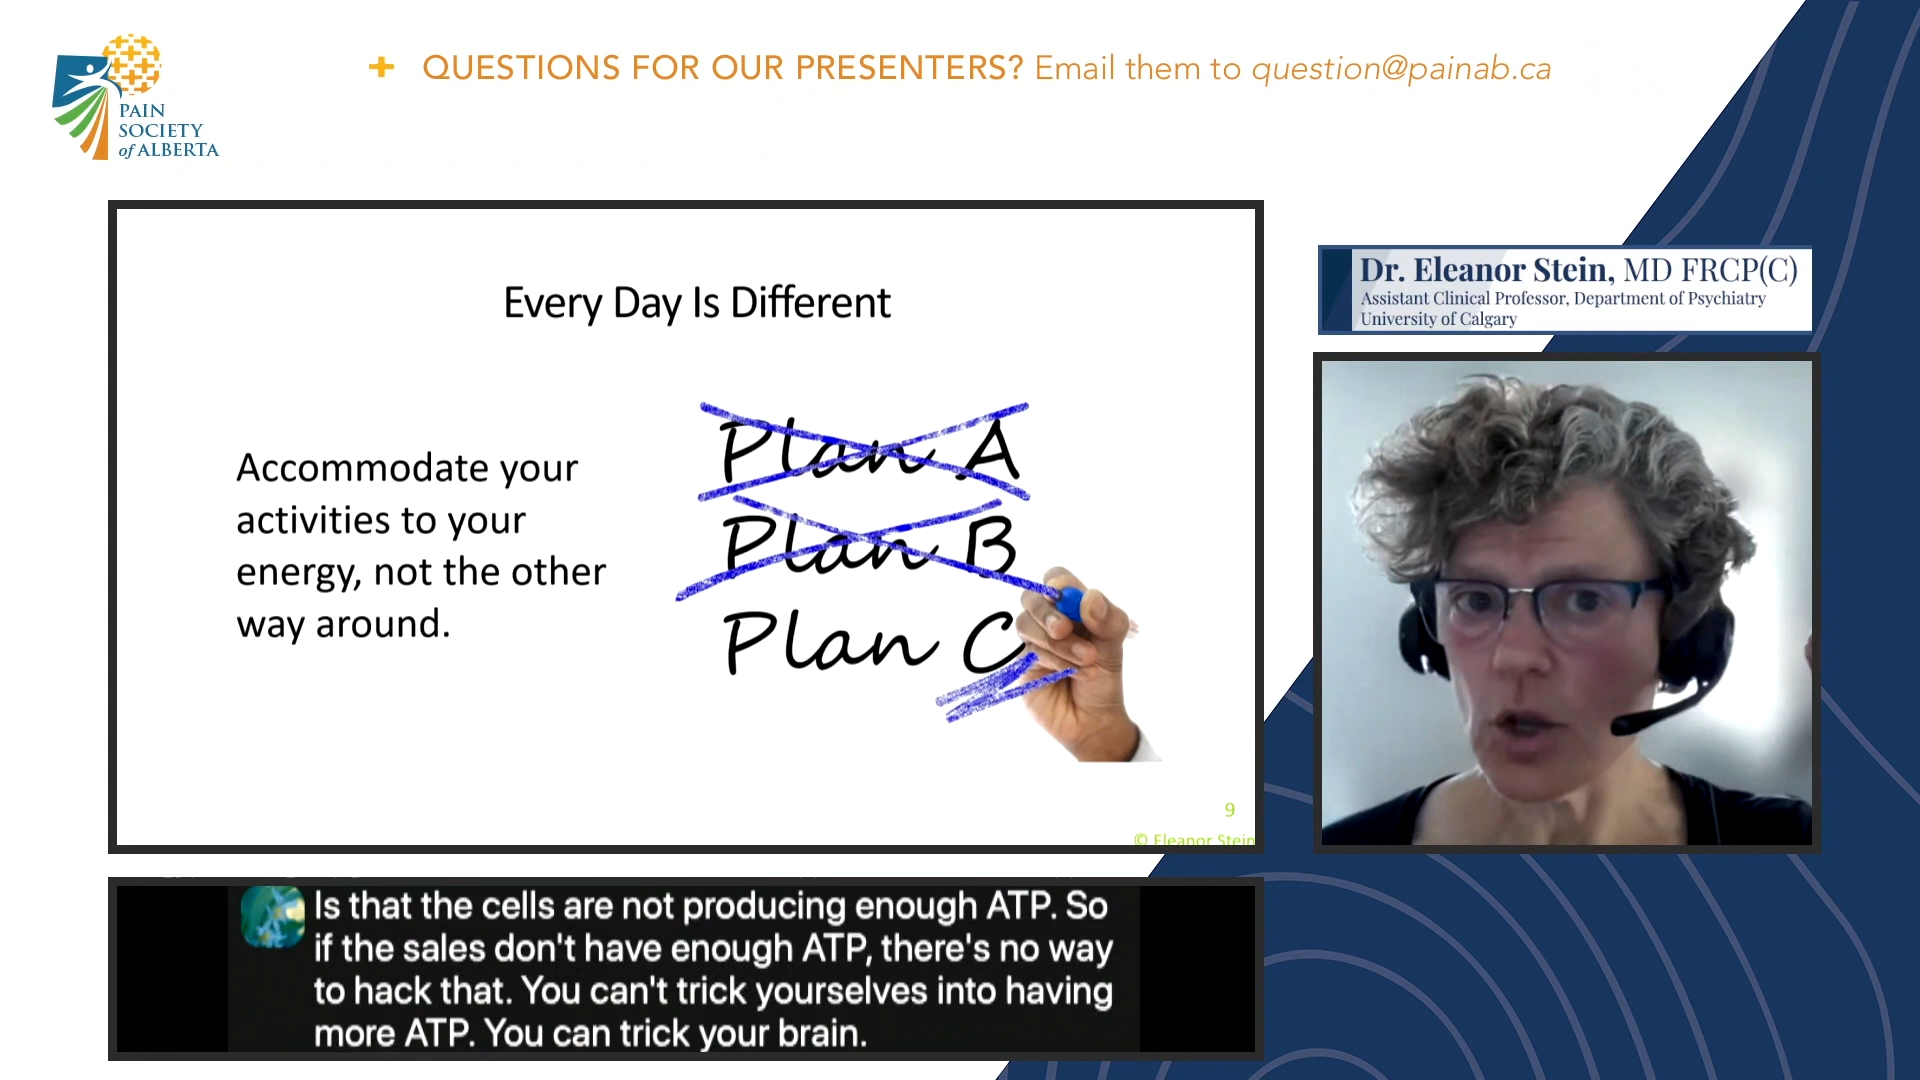 PAIN
SOCIETY
of ALBERTA
+ QUESTIONS FOR OUR PRESENTERS? Email them to question@painab.ca
Every Day Is Different
Accommodate your
activities to your
energy, not the other
way around.
Plan A
Plan B
Plan C
9
© Eleanor Stein
Dr. Eleanor Stein, MD FRCP(C)
Assistant Clinical Professor, Department of Psychiatry
University of Calgary
Is that the cells are not producing enough ATP. So
if the sales don't have enough ATP, there's no way
to hack that. You can't trick yourselves into having
more ATP. You can trick your brain.